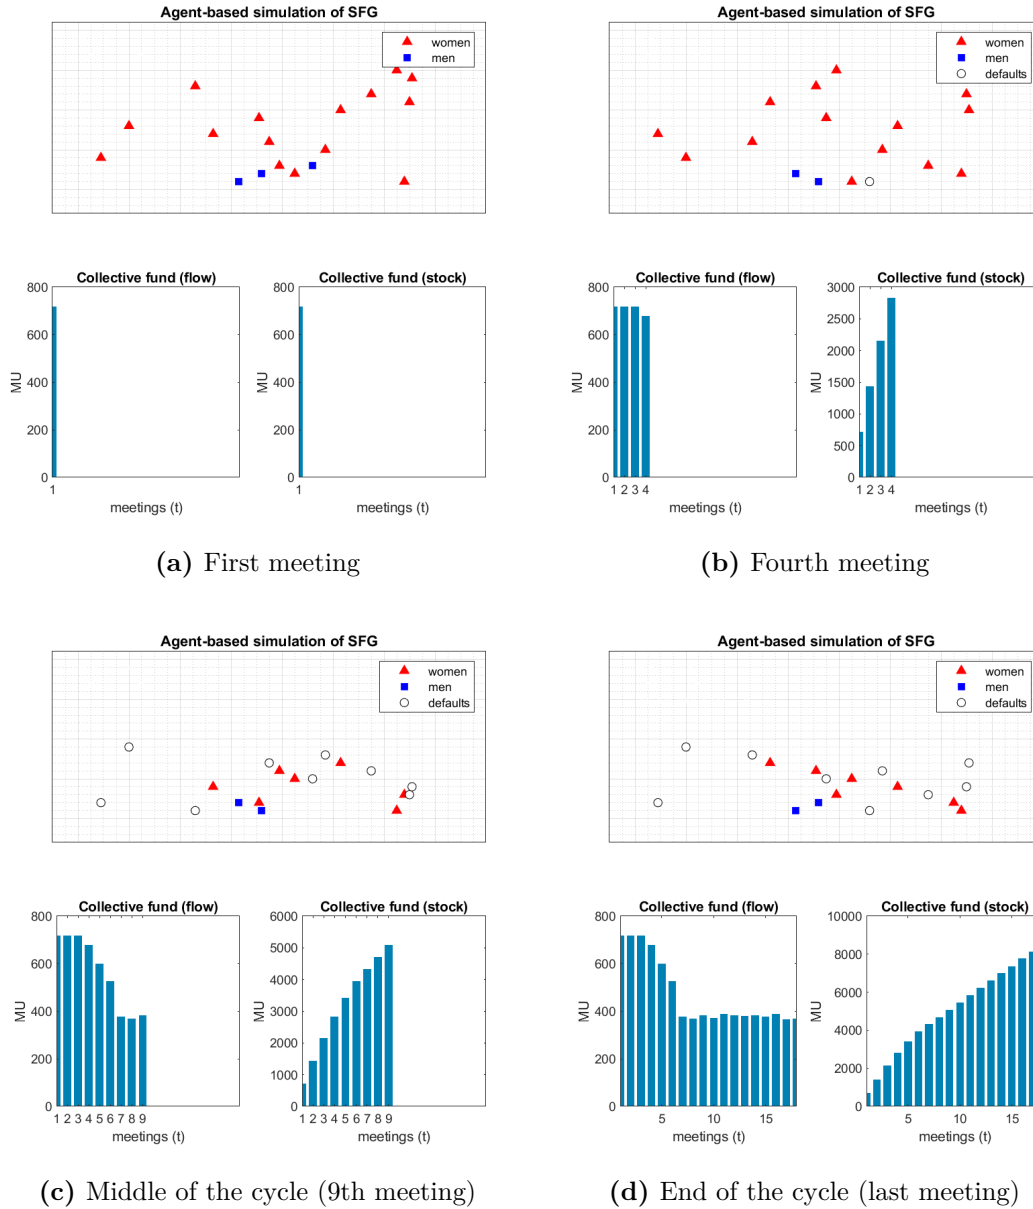 Agent-based simulation of SFG
women
men
Collective fund (flow)
800
600
400
200
0
MU
1
meetings (t)
Collective fund (stock)
800
600
400
200
0
1
meetings (t)
(a) First meeting
Agent-based simulation of SFG
women
men
defaults
Collective fund (flow)
800
600
400
200
0
MU
1 2 3 4
meetings (t)
Collective fund (stock)
3000
2500
2000
1500
1000
500
0
MU
1 2 3 4
meetings (t)
(b) Fourth meeting
Agent-based simulation of SFG
women
men
defaults
Collective fund (flow)
800
600
400
200
0
MU
1 2 3 4 5 6 7 8 9
meetings (t)
Collective fund (stock)
6000
5000
4000
3000
2000
1000
0
MU
1 2 3 4 5 6 7 8 9
meetings (t)
(c) Middle of the cycle (9th meeting)
Agent-based simulation of SFG
women
men
defaults
Collective fund (flow)
800
600
400
200
0
MU
5 10 15
meetings (t)
Collective fund (stock)
10000
8000
6000
4000
2000
0
MU
5 10 15
meetings (t)
(d) End of the cycle (last meeting)